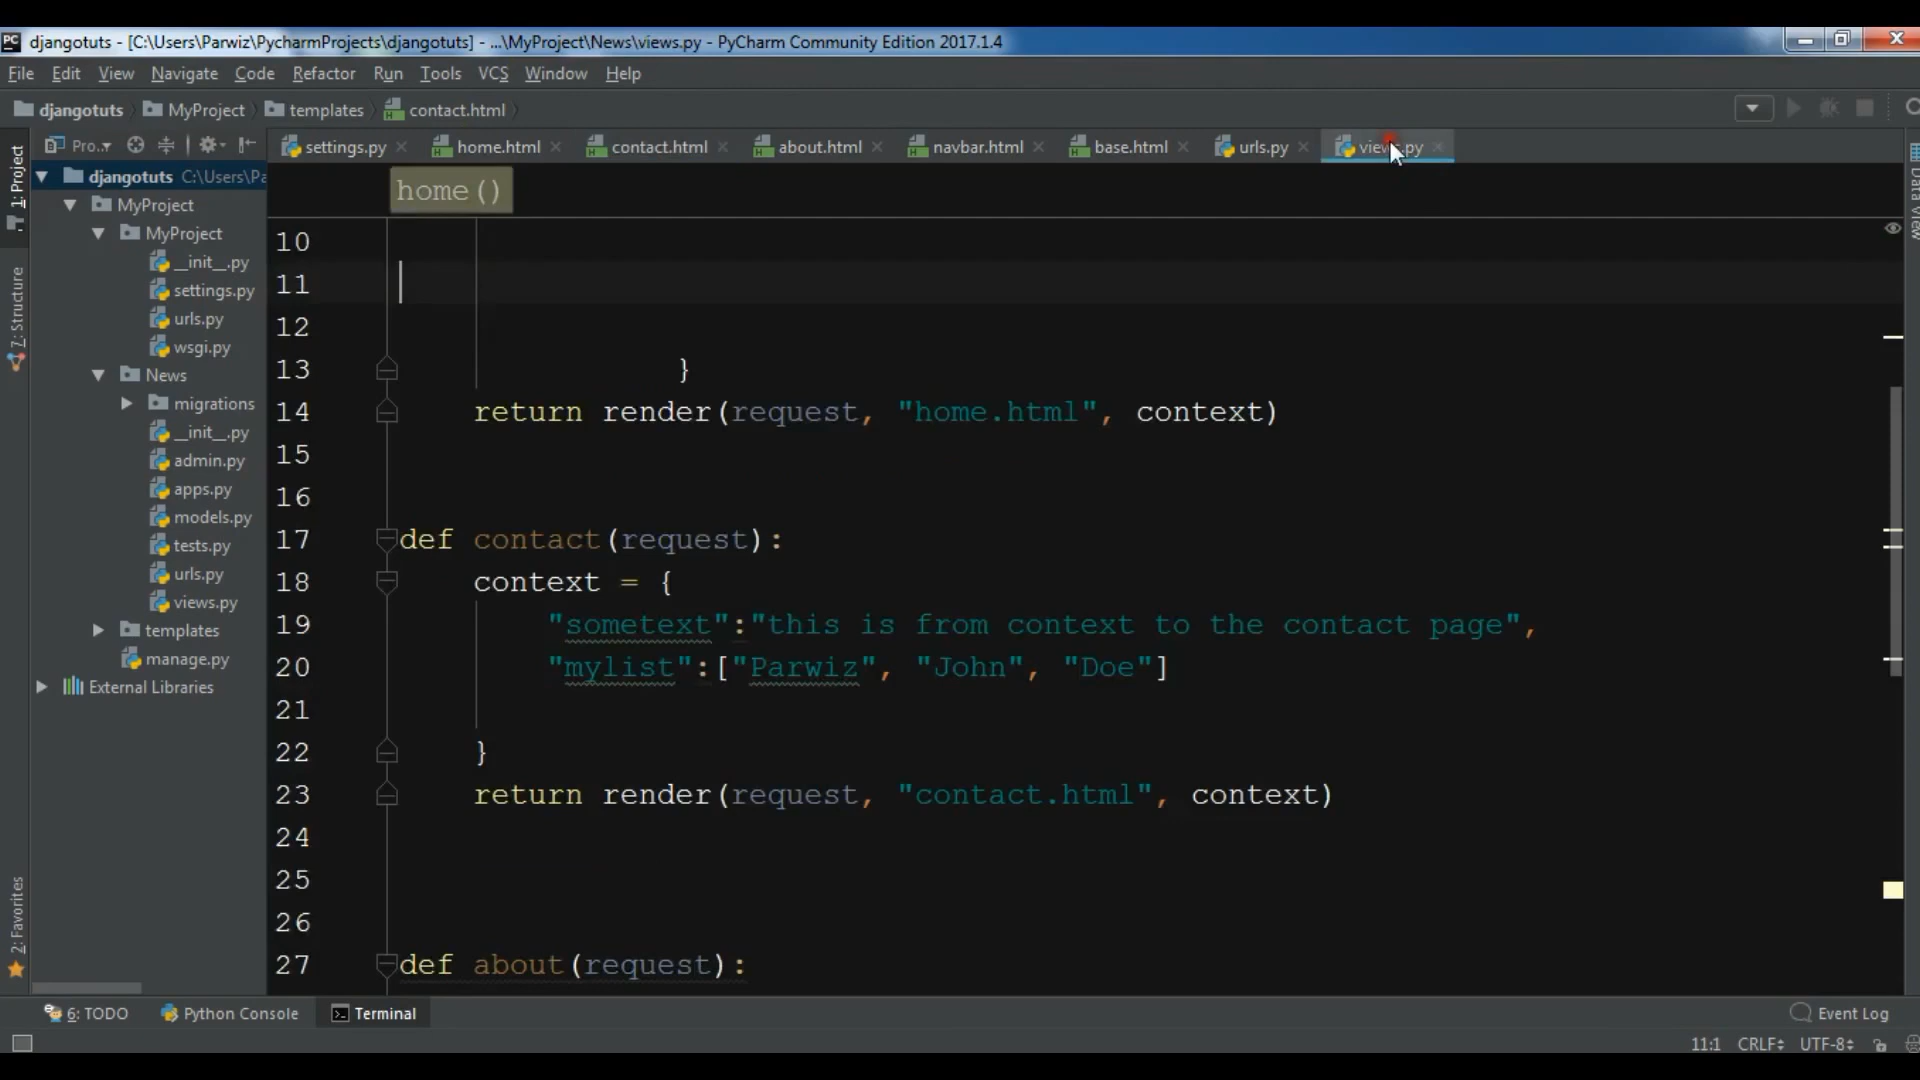 djangotuts - [C:\Users\Parwiz\PycharmProjects\djangotuts] - ...\MyProject\News\views.py - PyCharm Community Edition 2017.1.4
File Edit View Navigate Code Refactor Run Tools VCS Window Help
djangotuts MyProject templates contact.html
Pro.. settings.py home.html contact.html about.html navbar.html base.html urls.py views.py
1: Project
7: Structure
2: Favorites
djangotuts C:\Users\Pa
MyProject
MyProject
__init__.py
settings.py
urls.py
wsgi.py
News
migrations
__init__.py
admin.py
apps.py
models.py
tests.py
urls.py
views.py
templates
manage.py
External Libraries
home()
10
11
12
13 }
14 return render(request, "home.html", context)
15
16
17 def contact(request):
18 context = {
19 "sometext":"this is from context to the contact page",
20 "mylist":["Parwiz", "John", "Doe"]
21
22 }
23 return render(request, "contact.html", context)
24
25
26
27 def about(request):
Data View
6: TODO Python Console Terminal Event Log
11:1 CRLF UTF-8